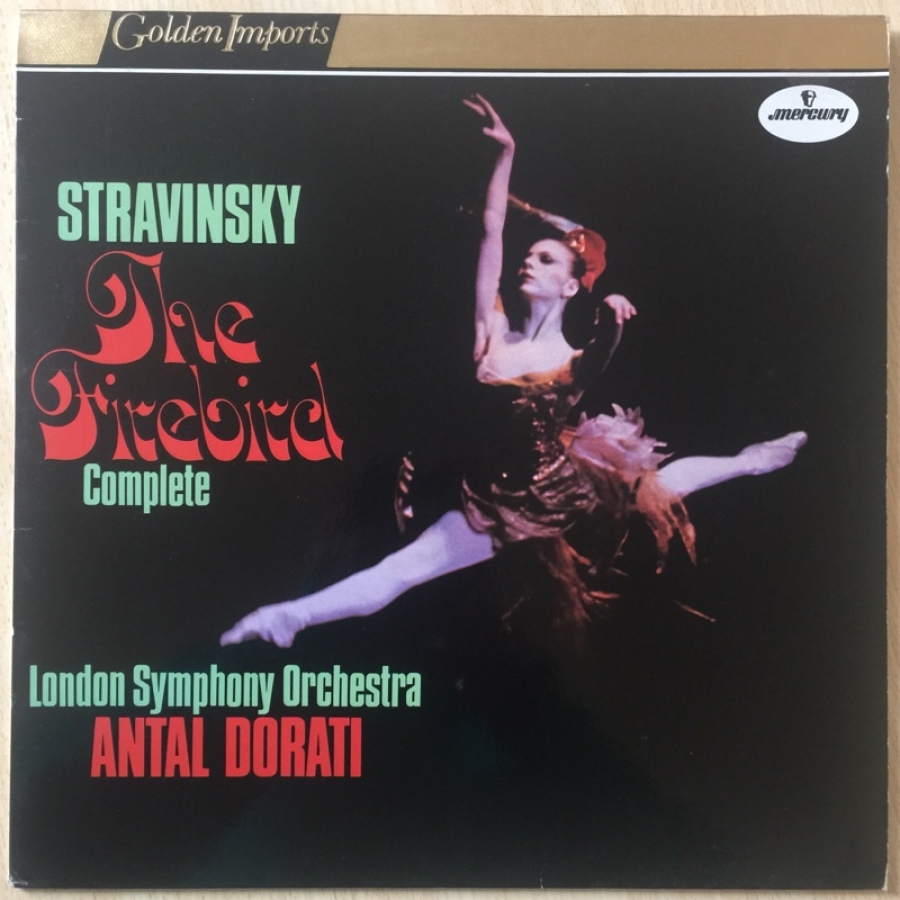 Golden Imports
mercury
STRAVINSKY
The
Firebird
Complete
London Symphony Orchestra
ANTAL DORATI